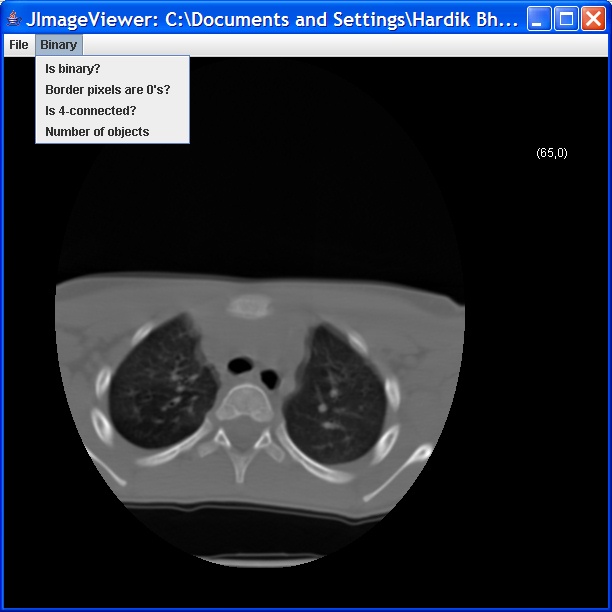 JImageViewer: C:\Documents and Settings\Hardik Bh...
File Binary
Is binary?
Border pixels are 0's?
Is 4-connected?
Number of objects
(65,0)